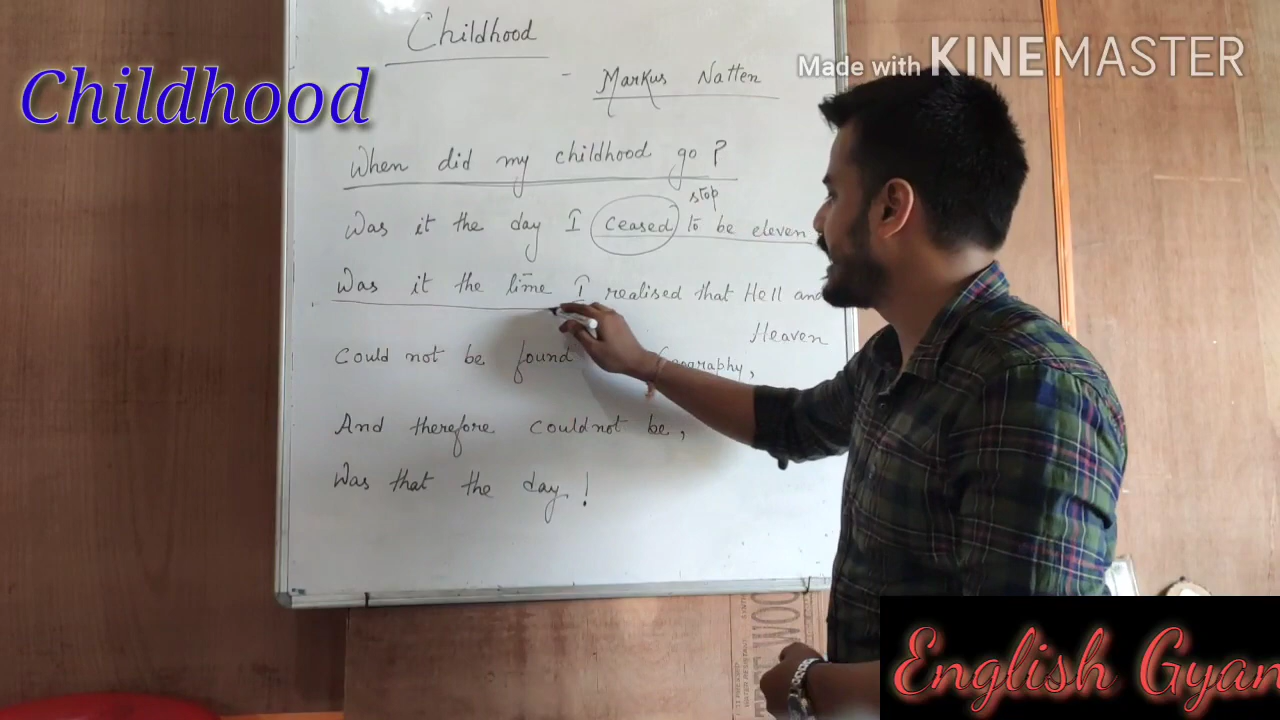 Childhood
Made with KINEMASTER
Childhood
- Markus Natten
When did my childhood go ?
stop
Was it the day I ceased to be eleven
Was it the time I realised that Hell and
Heaven
Could not be found Geography,
And therefore could not be,
Was that the day !
English Gyan